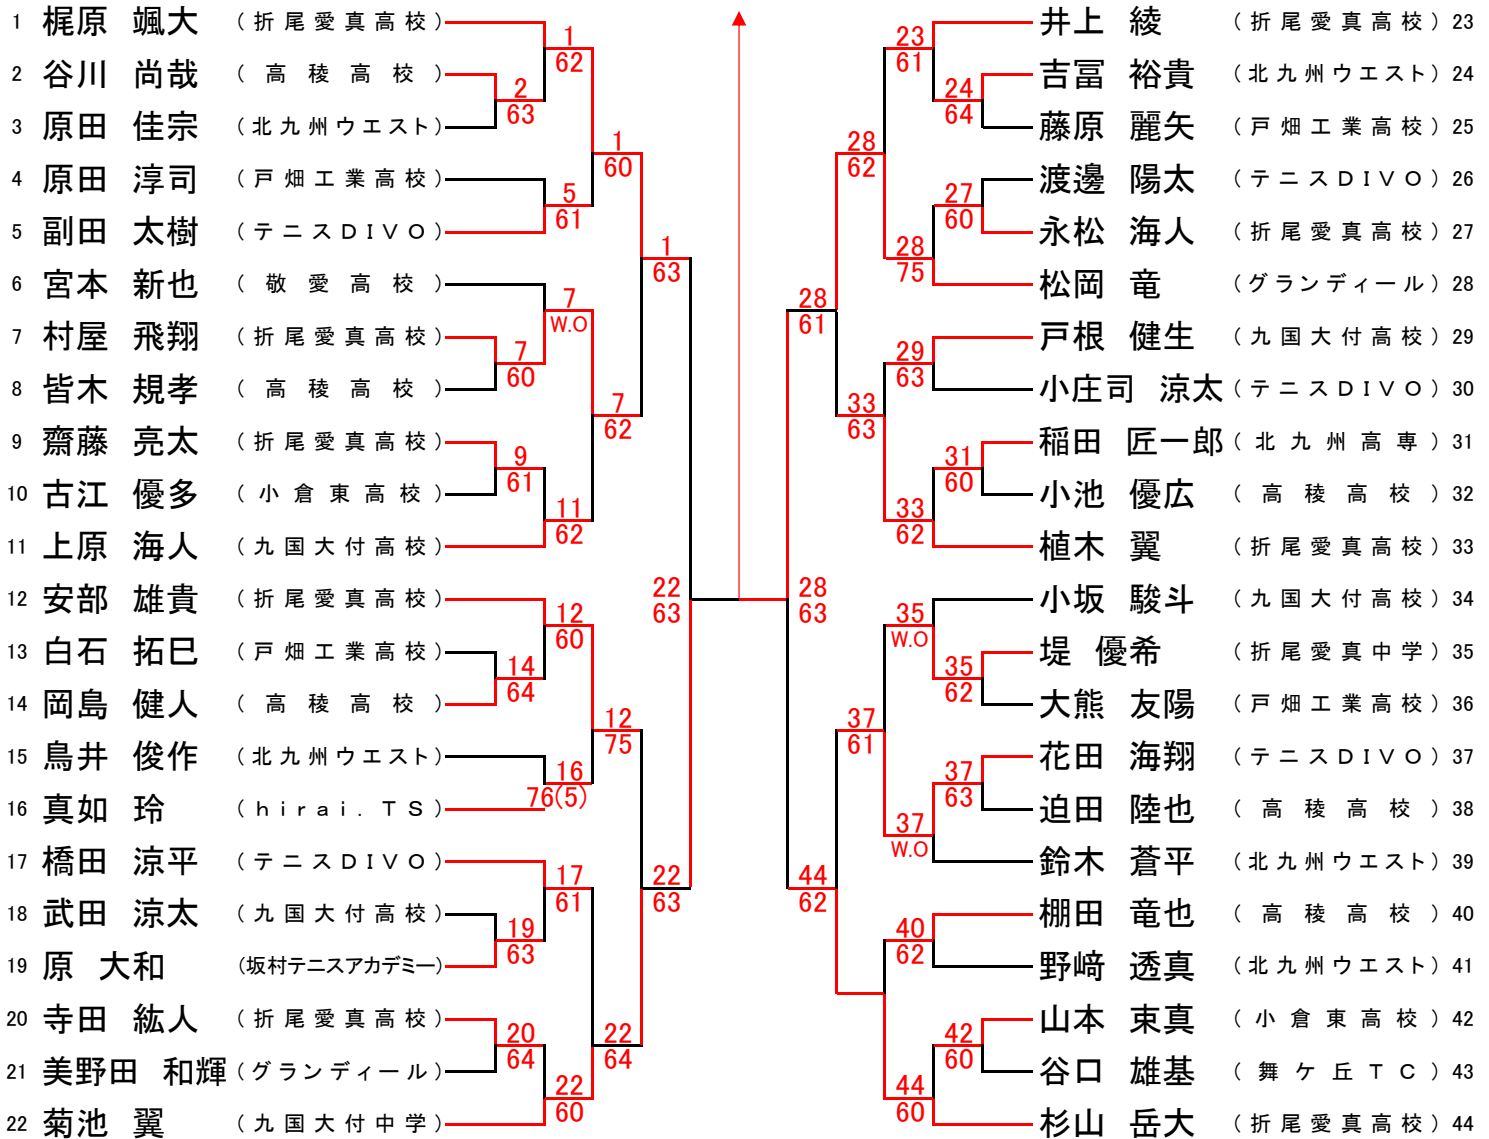 1 梶原 颯大 (折尾愛真高校)
2 谷川 尚哉 (高稜高校)
3 原田 佳宗 (北九州ウエスト)
4 原田 淳司 (戸畑工業高校)
5 副田 太樹 (テニスDIVO)
6 宮本 新也 (敬愛高校)
7 村屋 飛翔 (折尾愛真高校)
8 皆木 規孝 (高稜高校)
9 齋藤 亮太 (折尾愛真高校)
10 古江 優多 (小倉東高校)
11 上原 海人 (九国大付高校)
12 安部 雄貴 (折尾愛真高校)
13 白石 拓巳 (戸畑工業高校)
14 岡島 健人 (高稜高校)
15 鳥井 俊作 (北九州ウエスト)
16 真如 玲 (hirai.TS)
17 橋田 涼平 (テニスDIVO)
18 武田 涼太 (九国大付高校)
19 原 大和 (坂村テニスアカデミー)
20 寺田 紘人 (折尾愛真高校)
21 美野田 和輝 (グランディール)
22 菊池 翼 (九国大付中学)
2
63
7
60
9
61
14
64
19
63
20
64
1
62
5
61
7
W.O
11
62
12
60
16
76(5)
17
61
22
60
1
60
7
62
12
75
22
64
1
63
22
63
22
63
28
63
28
61
44
62
28
62
33
63
37
61
23
61
28
75
29
63
33
62
35
W.O
37
W.O
40
62
44
60
24
64
27
60
31
60
35
62
37
63
42
60
井上 綾 (折尾愛真高校) 23
吉冨 裕貴 (北九州ウエスト) 24
藤原 麗矢 (戸畑工業高校) 25
渡邊 陽太 (テニスDIVO) 26
永松 海人 (折尾愛真高校) 27
松岡 竜 (グランディール) 28
戸根 健生 (九国大付高校) 29
小庄司 涼太 (テニスDIVO) 30
稲田 匠一郎 (北九州高専) 31
小池 優広 (高稜高校) 32
植木 翼 (折尾愛真高校) 33
小坂 駿斗 (九国大付高校) 34
堤 優希 (折尾愛真中学) 35
大熊 友陽 (戸畑工業高校) 36
花田 海翔 (テニスDIVO) 37
迫田 陸也 (高稜高校) 38
鈴木 蒼平 (北九州ウエスト) 39
棚田 竜也 (高稜高校) 40
野﨑 透真 (北九州ウエスト) 41
山本 束真 (小倉東高校) 42
谷口 雄基 (舞ケ丘TC) 43
杉山 岳大 (折尾愛真高校) 44